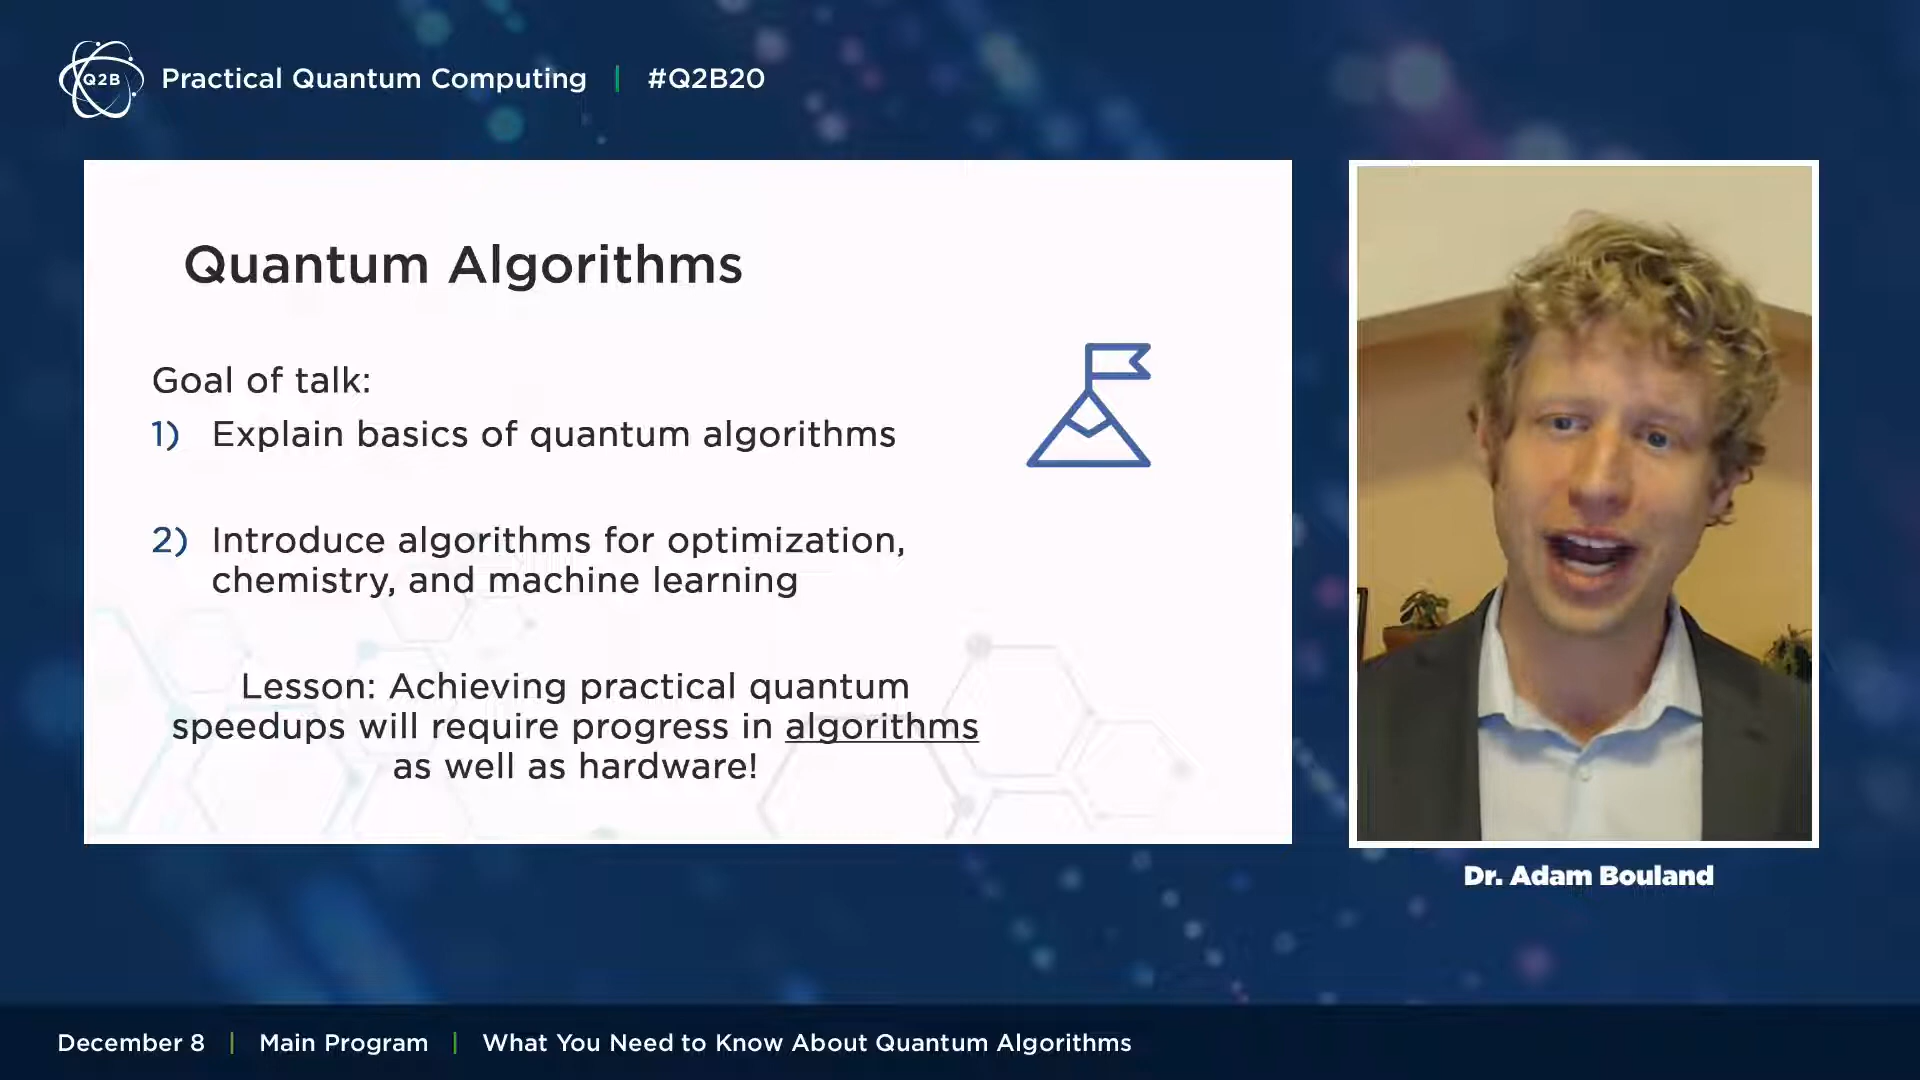 Q2B
Practical Quantum Computing | #Q2B20
Quantum Algorithms
Goal of talk:
1) Explain basics of quantum algorithms
2) Introduce algorithms for optimization,
chemistry, and machine learning
Lesson: Achieving practical quantum
speedups will require progress in algorithms
as well as hardware!
Dr. Adam Bouland
December 8 | Main Program | What You Need to Know About Quantum Algorithms